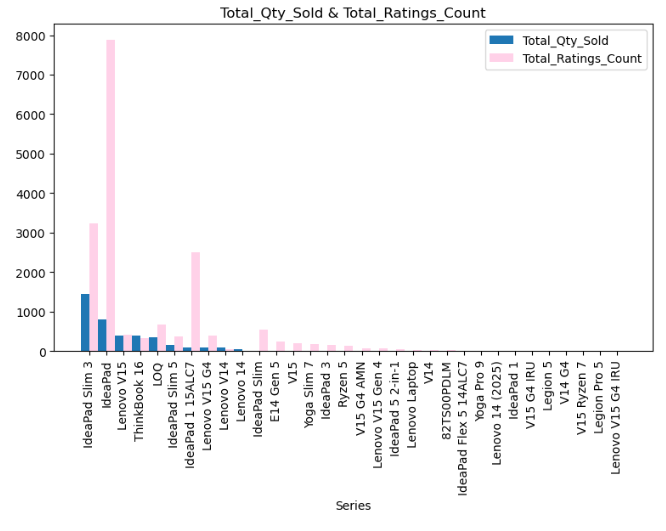 Total_Qty_Sold & Total_Ratings_Count
Total_Qty_Sold
Total_Ratings_Count
8000
7000
6000
5000
4000
3000
2000
1000
0
IdeaPad Slim 3
IdeaPad
Lenovo V15
ThinkBook 16
LOQ
IdeaPad Slim 5
IdeaPad 1 15ALC7
Lenovo V15 G4
Lenovo V14
Lenovo 14
IdeaPad Slim
E14 Gen 5
V15
Yoga Slim 7
IdeaPad 3
Ryzen 5
V15 G4 AMN
Lenovo V15 Gen 4
IdeaPad 5 2-in-1
Lenovo Laptop
V14
82TS00PDLM
IdeaPad Flex 5 14ALC7
Yoga Pro 9
Lenovo 14 (2025)
IdeaPad 1
V15 G4 IRU
Legion 5
V14 G4
V15 Ryzen 7
Legion Pro 5
Lenovo V15 G4 IRU
Series